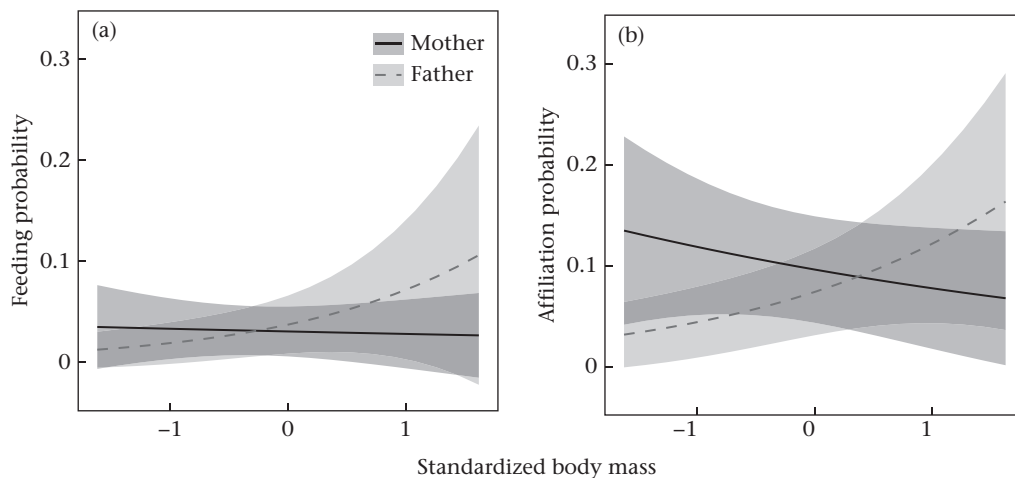 (a)
Mother
Father
Feeding probability
0.3
0.2
0.1
0
−1
0
1
(b)
Affiliation probability
0.3
0.2
0.1
0
−1
0
1
Standardized body mass